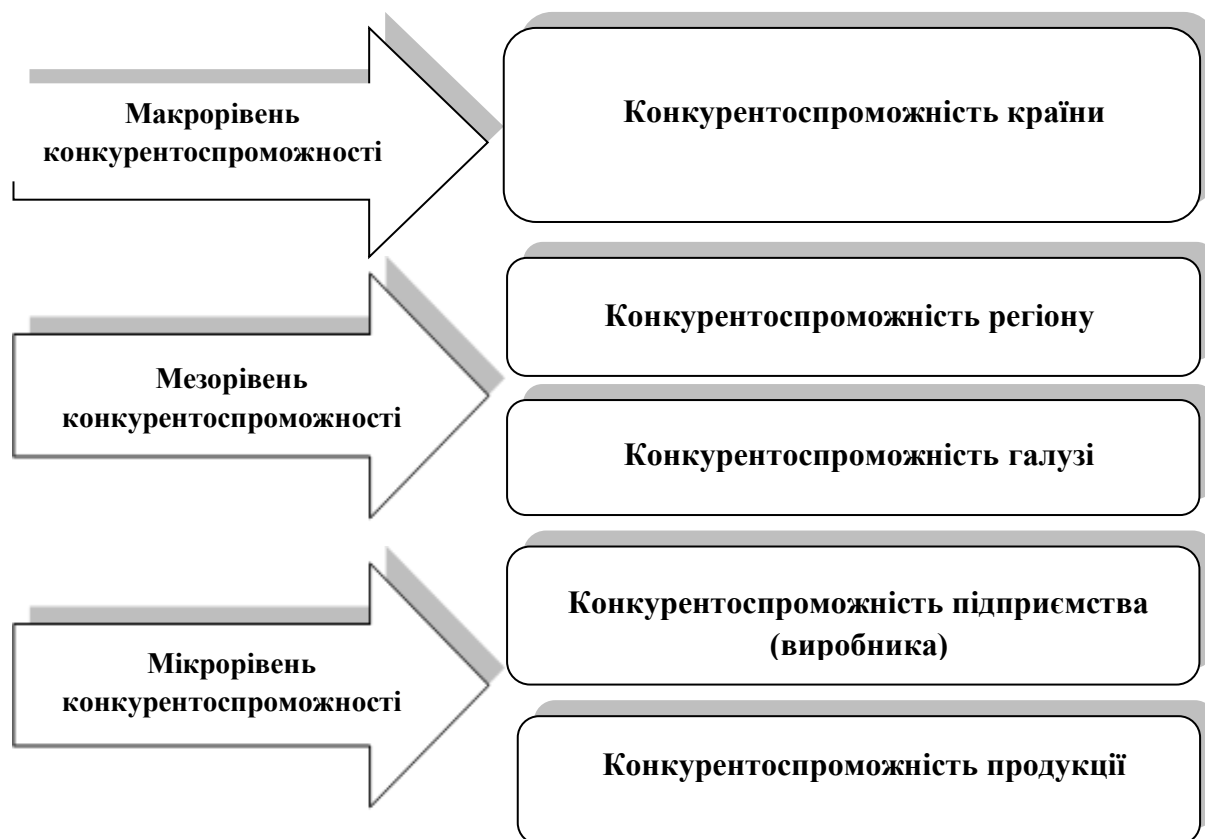 Макрорівень
конкурентоспроможності
Конкурентоспроможність країни
Мезорівень
конкурентоспроможності
Конкурентоспроможність регіону
Конкурентоспроможність галузі
Мікрорівень
конкурентоспроможності
Конкурентоспроможність підприємства
(виробника)
Конкурентоспроможність продукції